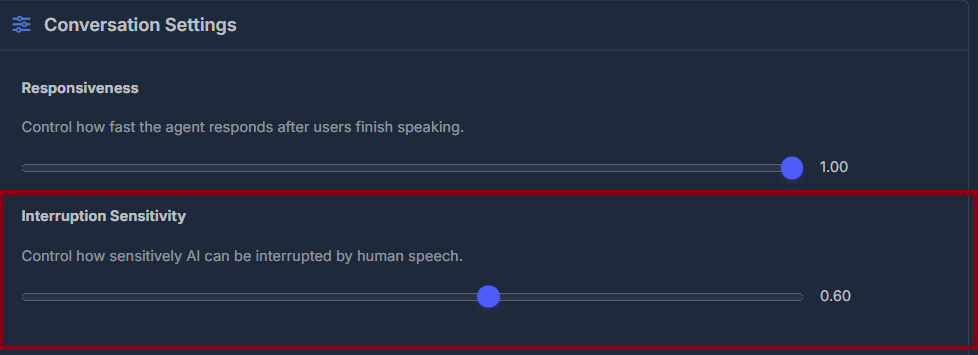 Conversation Settings
Responsiveness
Control how fast the agent responds after users finish speaking.
1.00
Interruption Sensitivity
Control how sensitively AI can be interrupted by human speech.
0.60